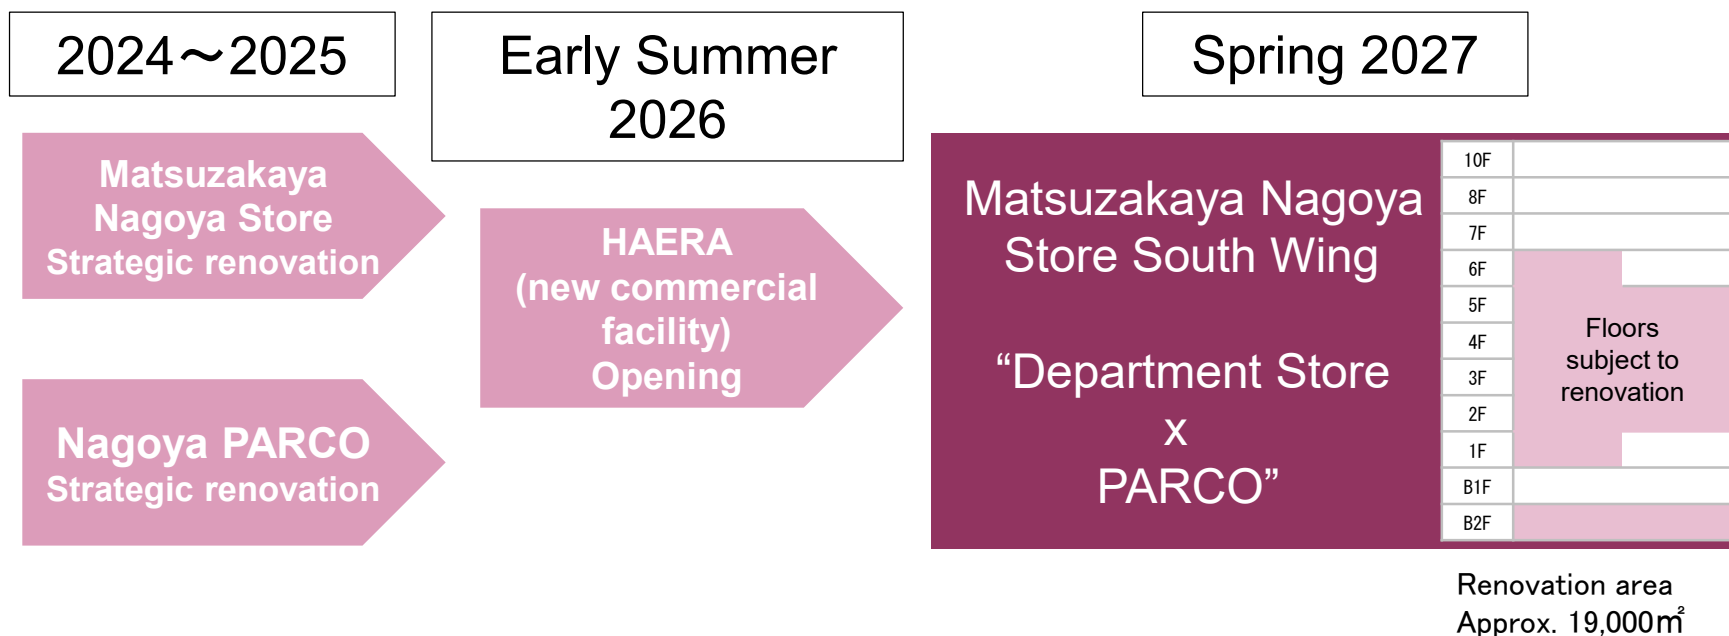 2024～2025
Early Summer
2026
Spring 2027
Matsuzakaya
Nagoya Store
Strategic renovation
Nagoya PARCO
Strategic renovation
HAERA
(new commercial
facility)
Opening
Matsuzakaya Nagoya
Store South Wing
“Department Store
x
PARCO”
10F
8F
7F
6F
5F
4F
3F
2F
1F
B1F
B2F
Floors
subject to
renovation
Renovation area
Approx. 19,000㎡